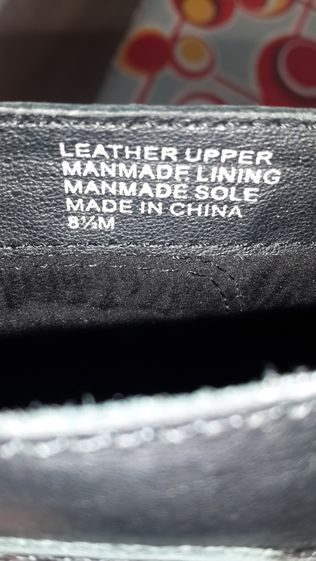 LEATHER UPPER
MANMADE LINING
MANMADE SOLE
MADE IN CHINA
8½M